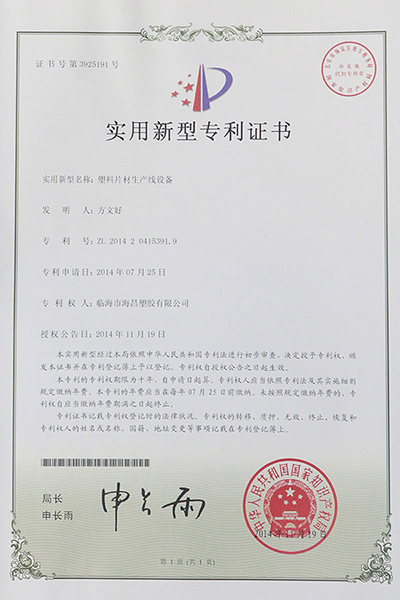 证书号第3925191号
实用新型专利证书
实用新型名称：塑料片材生产线设备
发明人：方文好
专利号：ZL 2014 2 0415391.9
专利申请日：2014年07月25日
专利权人：临海市海昌塑胶有限公司
授权公告日：2014年11月19日
本实用新型经过本局依照中华人民共和国专利法进行初步审查，决定授予专利权，颁
发本证书并在专利登记簿上予以登记。专利权自授权公告之日起生效。
本专利的专利权期限为十年，自申请日起算。专利权人应当依照专利法及其实施细则
规定缴纳年费。本专利的年费应当在每年07月25日前缴纳。未按照规定缴纳年费的，专
利权自应当缴纳年费期满之日起终止。
专利证书记载专利权登记时的法律状况。专利权的转移、质押、无效、终止、恢复和
专利权人的姓名或名称、国籍、地址变更等事项记载在专利登记簿上。
局长
申长雨
申长雨
中华人民共和国国家知识产权局
2014年11月19日
第1页(共1页)